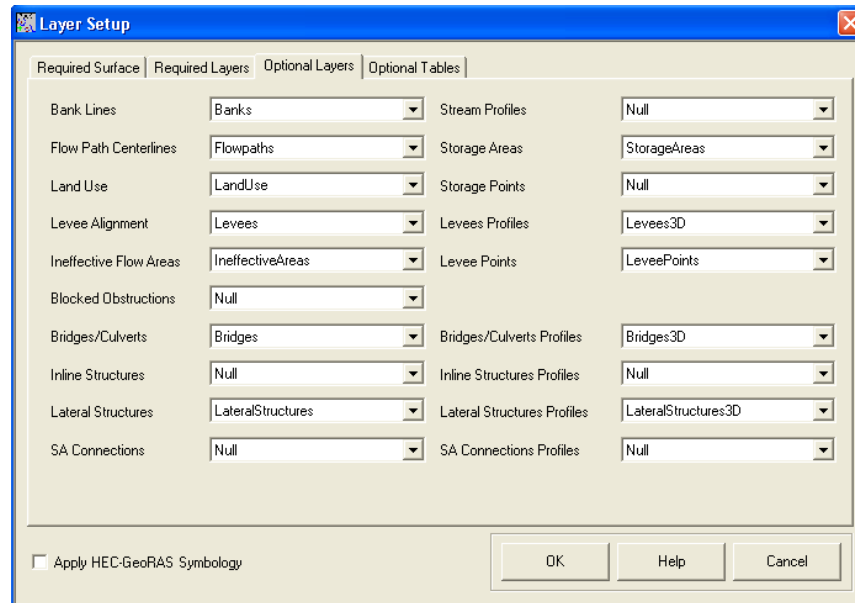 Layer Setup
Required Surface Required Layers Optional Layers Optional Tables
Bank Lines Banks Stream Profiles Null
Flow Path Centerlines Flowpaths Storage Areas StorageAreas
Land Use LandUse Storage Points Null
Levee Alignment Levees Levees Profiles Levees3D
Ineffective Flow Areas IneffectiveAreas Levee Points LeveePoints
Blocked Obstructions Null
Bridges/Culverts Bridges Bridges/Culverts Profiles Bridges3D
Inline Structures Null Inline Structures Profiles Null
Lateral Structures LateralStructures Lateral Structures Profiles LateralStructures3D
SA Connections Null SA Connections Profiles Null
Apply HEC-GeoRAS Symbology OK Help Cancel